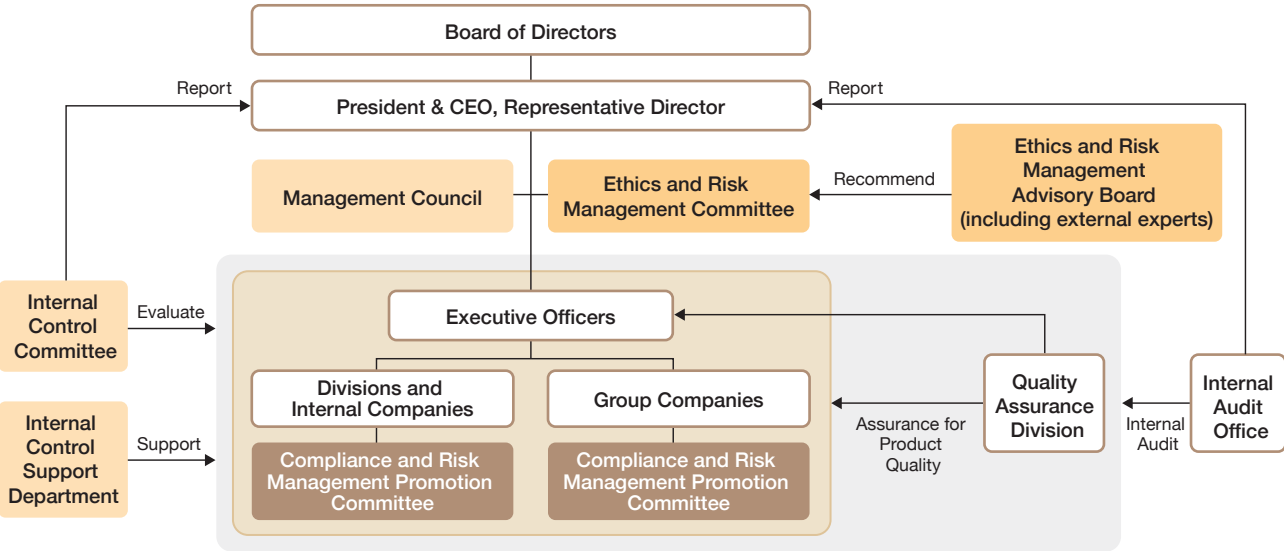 Board of Directors
Report
President & CEO, Representative Director
Report
Management Council
Ethics and Risk
Management Committee
Recommend
Ethics and Risk
Management
Advisory Board
(including external experts)
Internal
Control
Committee
Evaluate
Executive Officers
Divisions and
Internal Companies
Group Companies
Quality
Assurance
Division
Internal
Audit
Office
Assurance for
Product
Quality
Internal
Audit
Internal
Control
Support
Department
Support
Compliance and Risk
Management Promotion
Committee
Compliance and Risk
Management Promotion
Committee